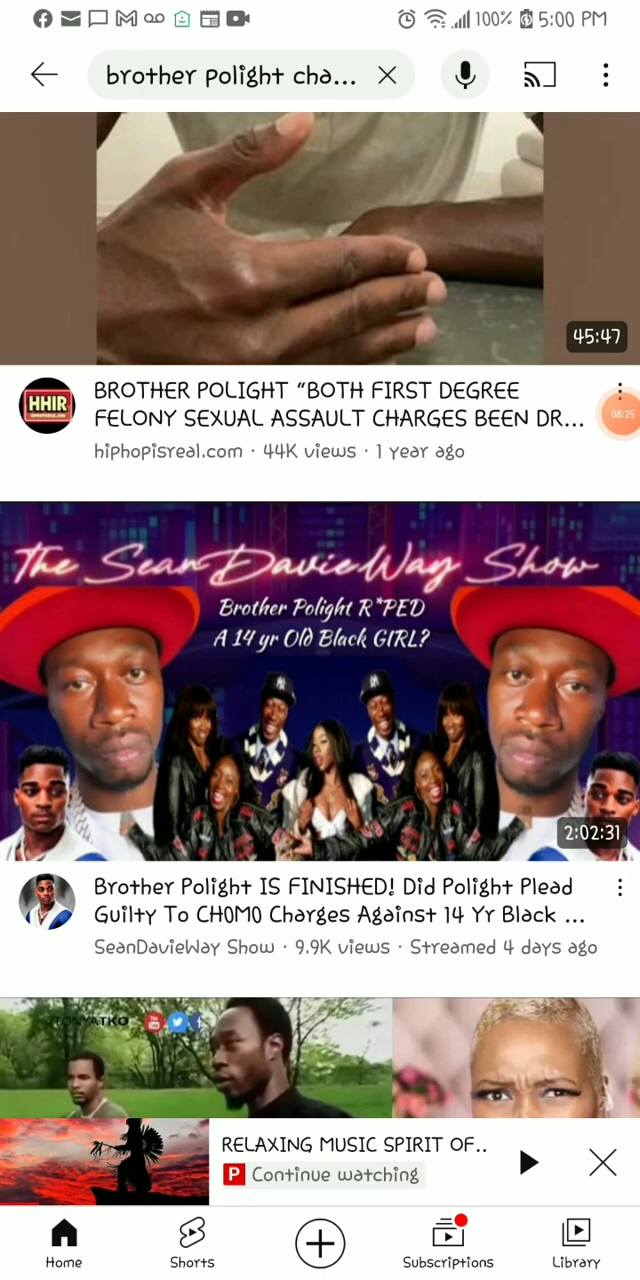 100% 5:00 PM
brother polight cha...
45:47
HHIR
BROTHER POLIGHT “BOTH FIRST DEGREE
FELONY SEXUAL ASSAULT CHARGES BEEN DR...
08:25
hiphopisreal.com · 44K views · 1 year ago
The SeanDavieWay Show
Brother Polight R*PED
A 14 yr Old Black GIRL?
2:02:31
Brother Polight IS FINISHED! Did Polight Plead
Guilty To CH0M0 Charges Against 14 Yr Black ...
SeanDavieWay Show · 9.9K views · Streamed 4 days ago
RELAXING MUSIC SPIRIT OF..
P Continue watching
Home Shorts Subscriptions Library